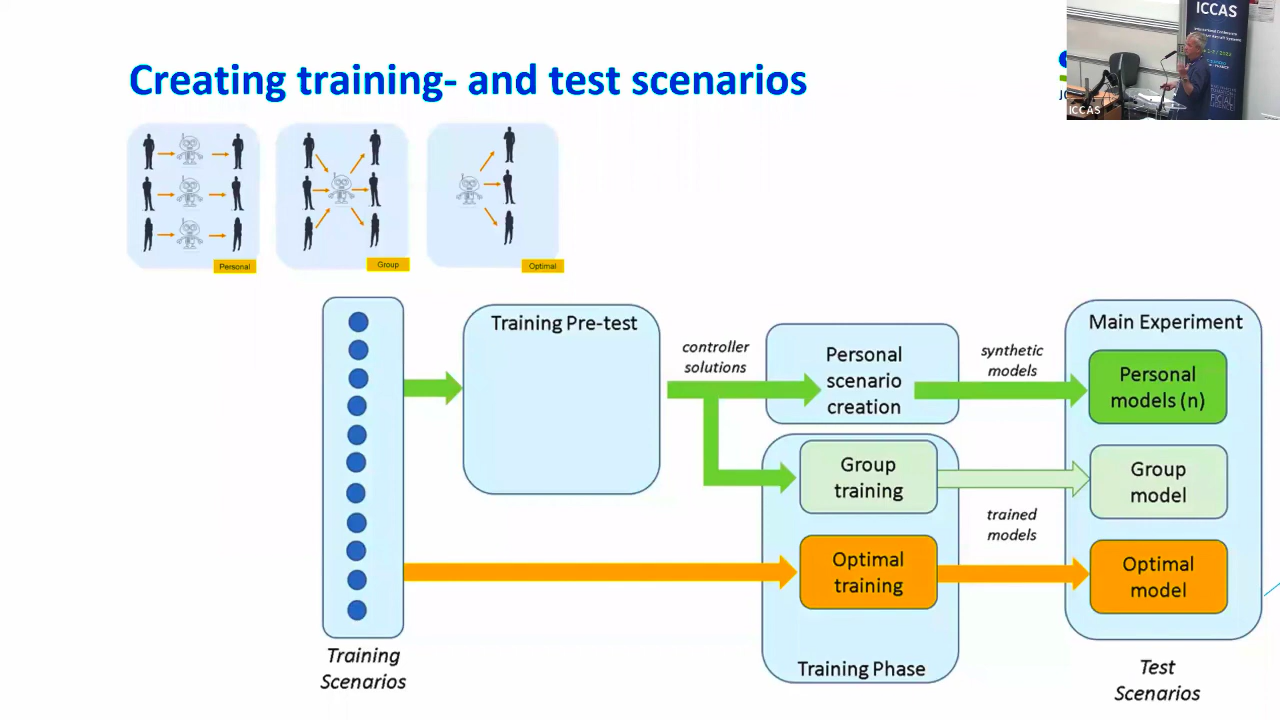 Creating training- and test scenarios
ICCAS
ICCAS
Personal
Group
Optimal
Training Pre-test
controller
solutions
Personal
scenario
creation
synthetic
models
Main Experiment
Personal
models (n)
Group
training
Group
model
trained
models
Optimal
training
Optimal
model
Training Phase
Training
Scenarios
Test
Scenarios